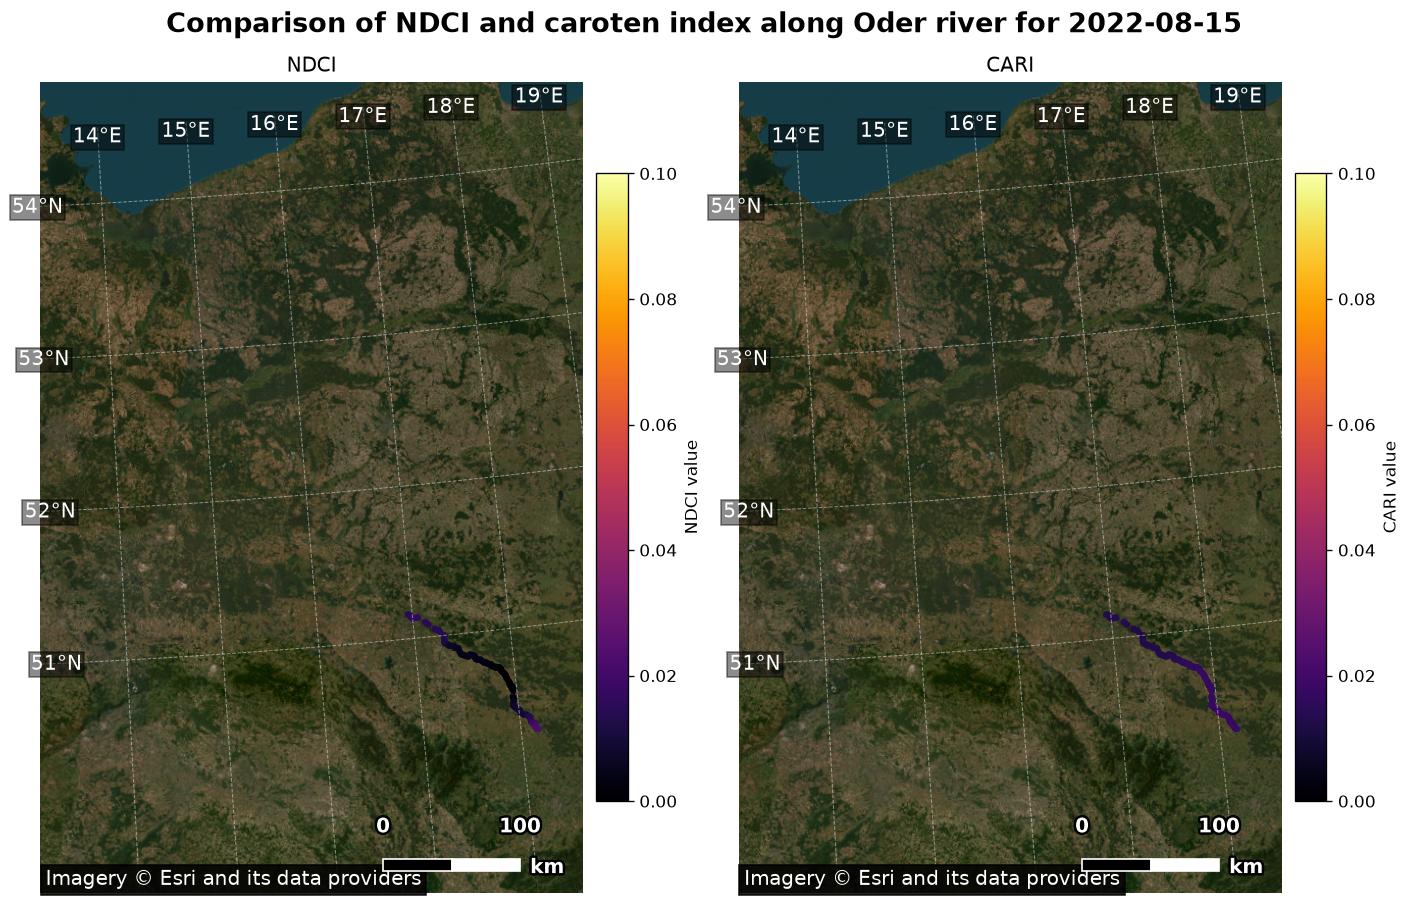 Comparison of NDCI and caroten index along Oder river for 2022-08-15
NDCI
14°E
15°E
16°E
17°E
18°E
19°E
54°N
53°N
52°N
51°N
0.10
0.08
0.06
0.04
0.02
0.00
NDCI value
0 100
km
Imagery © Esri and its data providers
CARI
14°E
15°E
16°E
17°E
18°E
19°E
54°N
53°N
52°N
51°N
0.10
0.08
0.06
0.04
0.02
0.00
CARI value
0 100
km
Imagery © Esri and its data providers